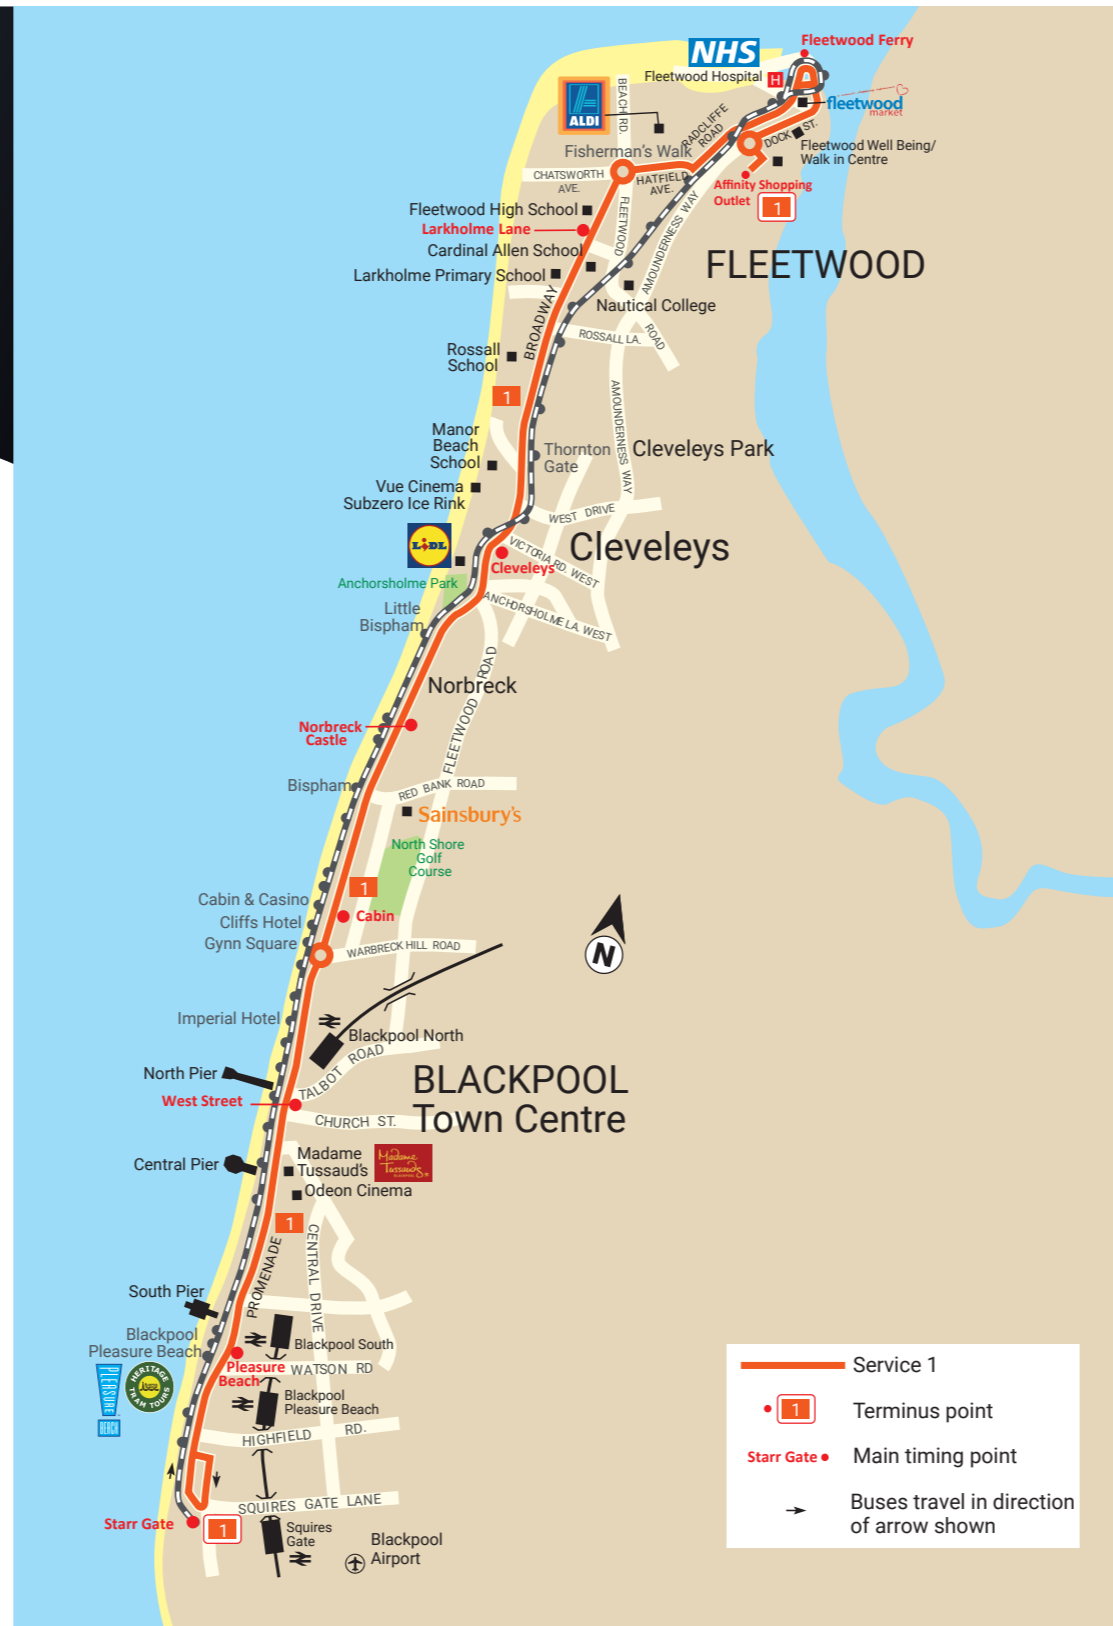 Fleetwood Ferry
NHS
Fleetwood Hospital
H
fleetwood
market
ALDI
BEACH RD.
RADCLIFFE
ROAD
DOCK ST.
Fleetwood Well Being/
Walk in Centre
Fisherman's Walk
CHATSWORTH
AVE.
HATFIELD
AVE.
Affinity Shopping
Outlet
1
Fleetwood High School
Larkholme Lane
Cardinal Allen School
Larkholme Primary School
FLEETWOOD
ROAD
AMOUNDERNESS WAY
FLEETWOOD
Nautical College
BROADWAY
ROSSALL LA.
Rossall
School
1
AMOUNDERNESS WAY
Manor
Beach
School
Thornton
Gate
Cleveleys Park
Vue Cinema
Subzero Ice Rink
WEST DRIVE
LIDL
VICTORIA RD. WEST
Cleveleys
Cleveleys
Anchorsholme Park
ANCHORSHOLME LA. WEST
Little
Bispham
Norbreck
FLEETWOOD ROAD
Norbreck
Castle
Bispham
RED BANK ROAD
Sainsbury's
North Shore
Golf
Course
1
Cabin & Casino
Cabin
Cliffs Hotel
Gynn Square
WARBRECK HILL ROAD
N
Imperial Hotel
Blackpool North
North Pier
TALBOT ROAD
BLACKPOOL
Town Centre
West Street
CHURCH ST.
Central Pier
Madame
Tussaud's
Madame
Tussauds
Odeon Cinema
1
PROMENADE
CENTRAL DRIVE
South Pier
Blackpool
Pleasure Beach
Blackpool South
PLEASURE
BEACH
HERITAGE
TRAM TOURS
Pleasure
Beach
WATSON RD
Blackpool
Pleasure Beach
HIGHFIELD RD.
SQUIRES GATE LANE
Starr Gate
1
Squires
Gate
Blackpool
Airport
Service 1
1
Terminus point
Starr Gate
Main timing point
Buses travel in direction
of arrow shown